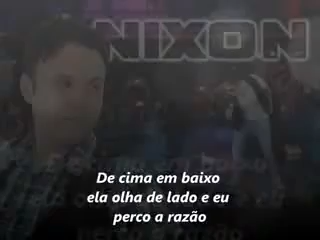 NIXON
De cima em baixo
ela olha de lado e eu
perco a razão